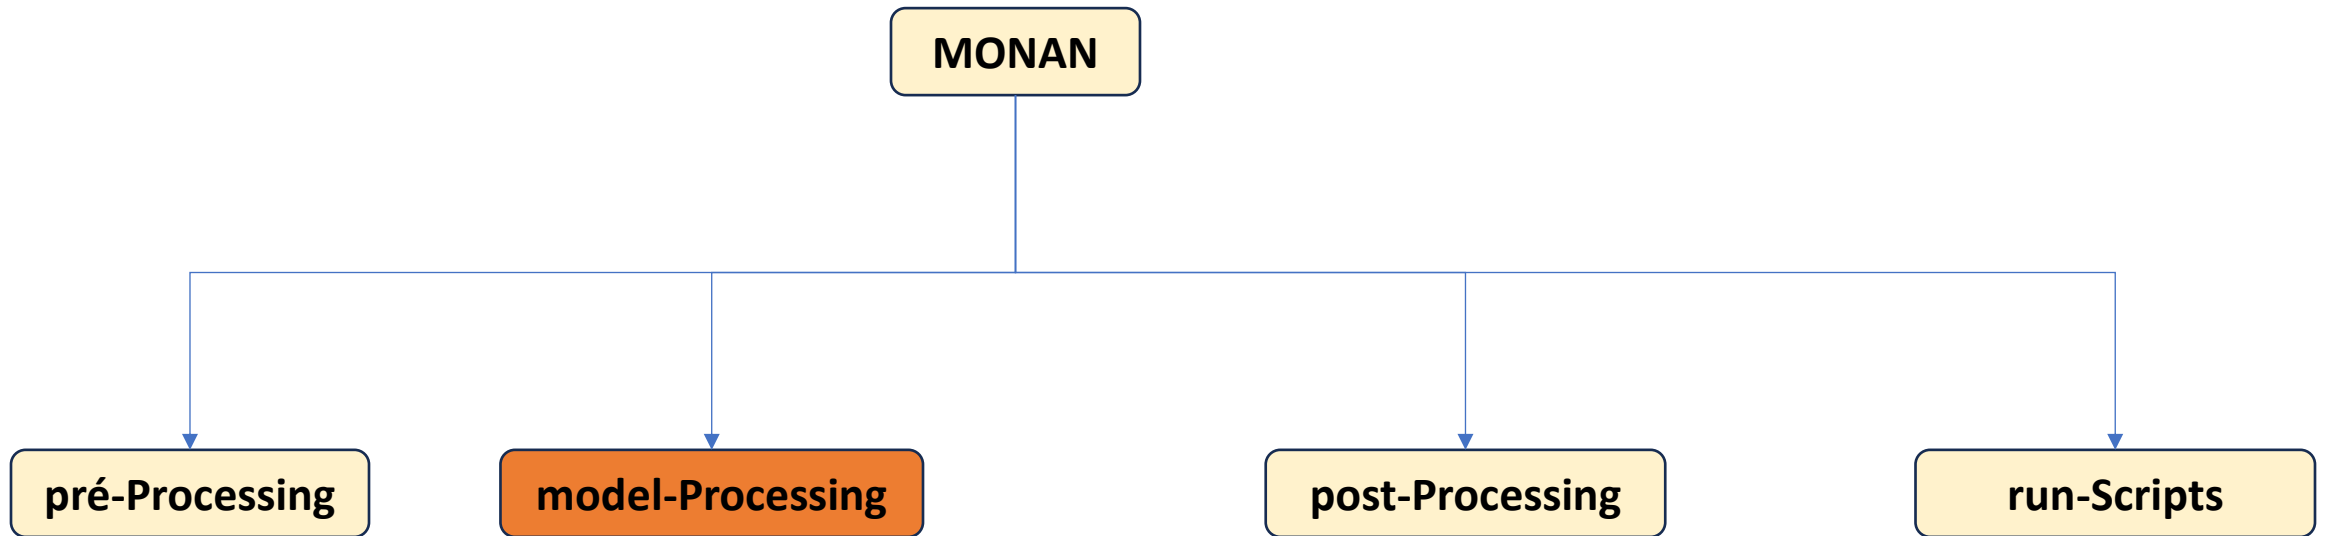 MONAN
pré-Processing
model-Processing
post-Processing
run-Scripts